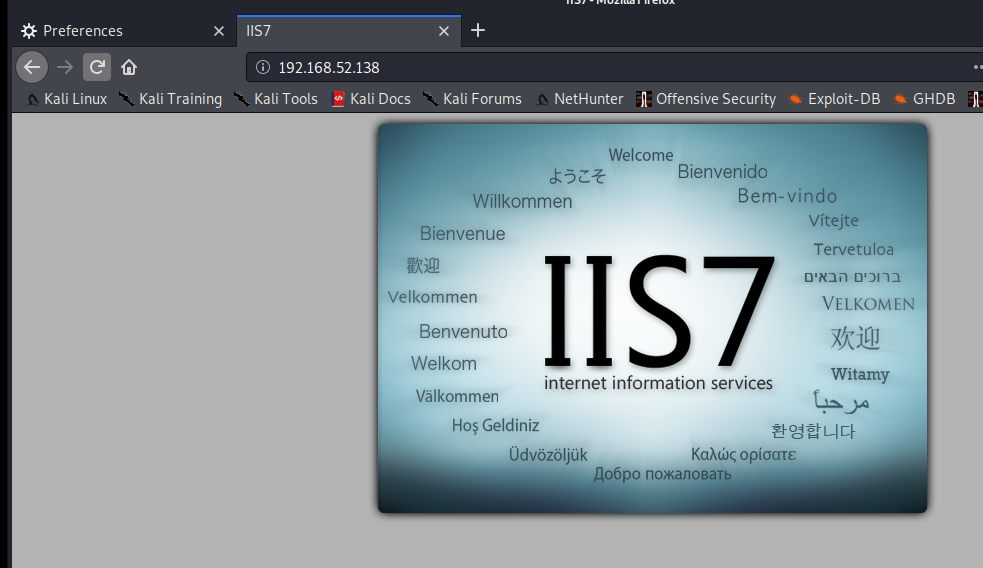 IIS7 - Mozilla Firefox
Preferences
IIS7
192.168.52.138
Kali Linux Kali Training Kali Tools Kali Docs Kali Forums NetHunter Offensive Security Exploit-DB GHDB
Welcome
Bienvenido
ようこそ
Bem-vindo
Willkommen
Vítejte
Bienvenue
Tervetuloa
歡迎
ברוכים הבאים
Velkommen
VELKOMEN
IIS7
Benvenuto
欢迎
Welkom
Witamy
internet information services
Välkommen
مرحباً
Hoş Geldiniz
환영합니다
Üdvözöljük
Καλώς ορίσατε
Добро пожаловать